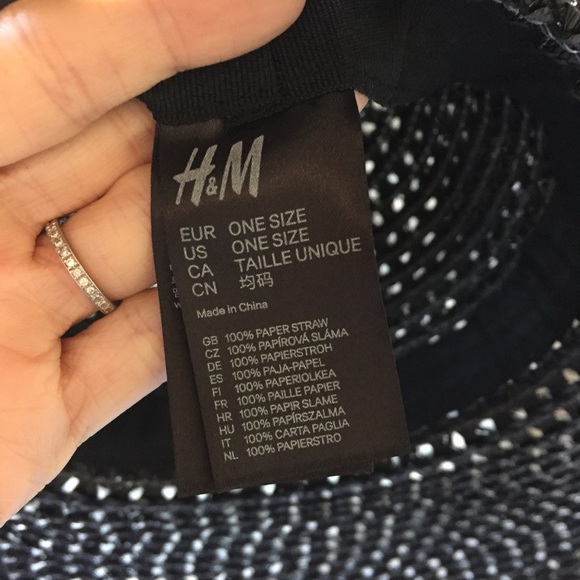 H&M
EUR ONE SIZE
US ONE SIZE
CA TAILLE UNIQUE
CN 均码
Made in China
GB 100% PAPER STRAW
CZ 100% PAPÍROVÁ SLÁMA
DE 100% PAPIERSTROH
ES 100% PAJA-PAPEL
FI 100% PAPERIOLKEA
FR 100% PAILLE PAPIER
HR 100% PAPIR SLAME
HU 100% PAPÍRSZALMA
IT 100% CARTA PAGLIA
NL 100% PAPIERSTRO